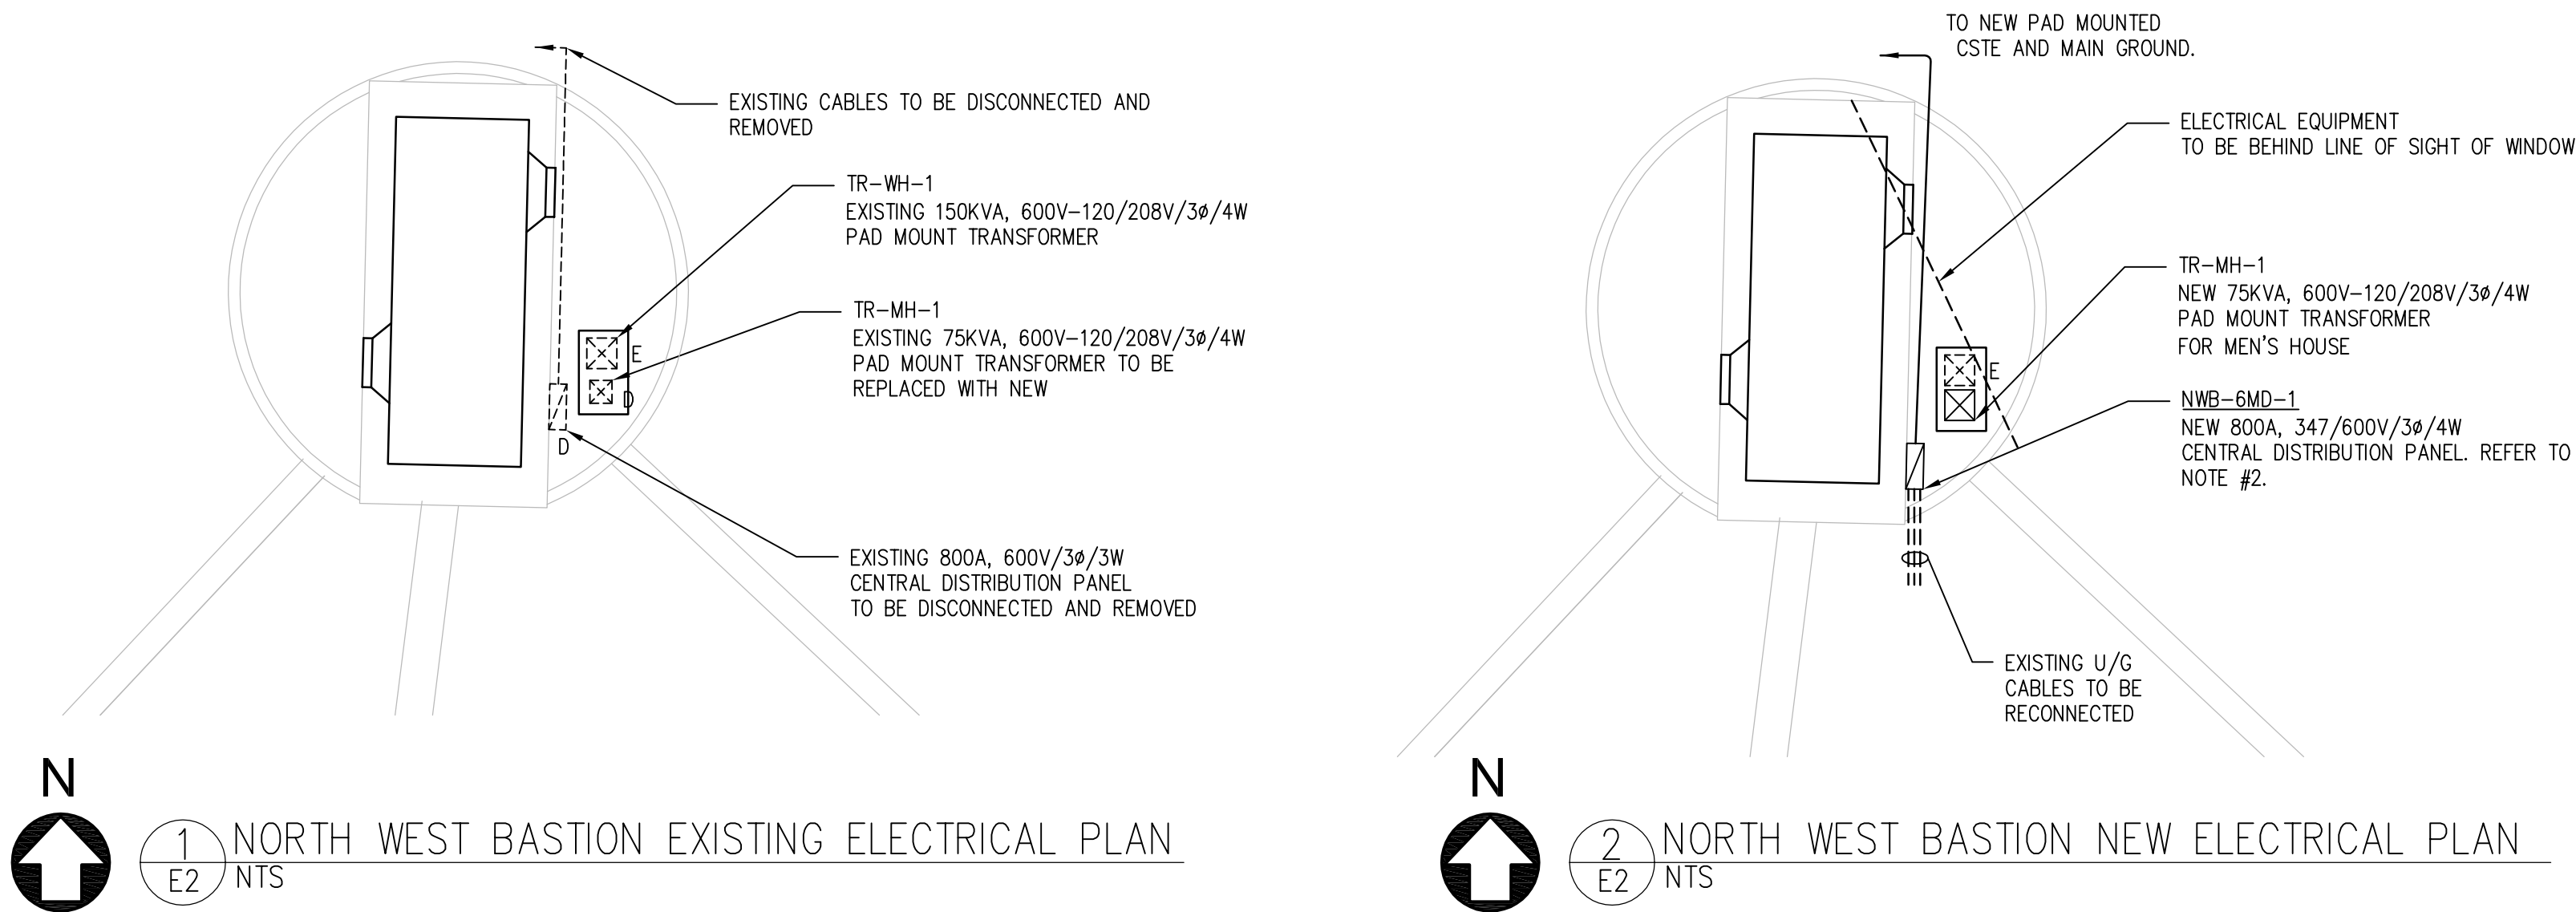 EXISTING CABLES TO BE DISCONNECTED AND
REMOVED
TR-WH-1
EXISTING 150KVA, 600V-120/208V/3ø/4W
PAD MOUNT TRANSFORMER
TR-MH-1
EXISTING 75KVA, 600V-120/208V/3ø/4W
PAD MOUNT TRANSFORMER TO BE
REPLACED WITH NEW
E
D
D
EXISTING 800A, 600V/3ø/3W
CENTRAL DISTRIBUTION PANEL
TO BE DISCONNECTED AND REMOVED
N
1
E2
NORTH WEST BASTION EXISTING ELECTRICAL PLAN
NTS
TO NEW PAD MOUNTED
CSTE AND MAIN GROUND.
ELECTRICAL EQUIPMENT
TO BE BEHIND LINE OF SIGHT OF WINDOW
TR-MH-1
NEW 75KVA, 600V-120/208V/3ø/4W
PAD MOUNT TRANSFORMER
FOR MEN'S HOUSE
E
NWB-6MD-1
NEW 800A, 347/600V/3ø/4W
CENTRAL DISTRIBUTION PANEL. REFER TO
NOTE #2.
EXISTING U/G
CABLES TO BE
RECONNECTED
N
2
E2
NORTH WEST BASTION NEW ELECTRICAL PLAN
NTS